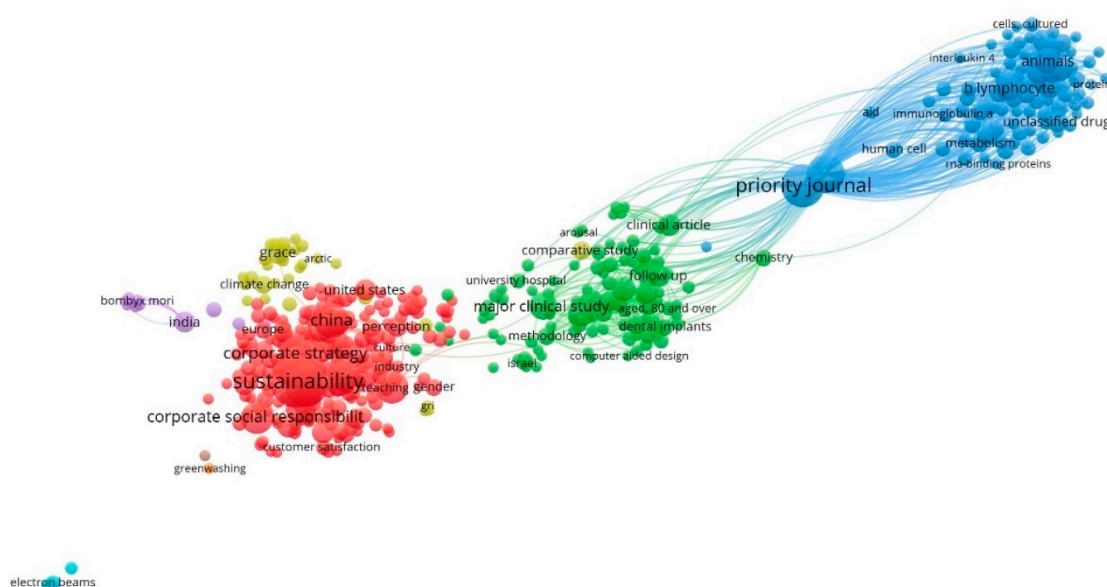 cells, cultured
interleukin 4
animals
b lymphocyte
protein
aid
immunoglobulin a
unclassified drug
human cell
metabolism
rna-binding proteins
priority journal
clinical article
arousal
comparative study
chemistry
university hospital
follow up
major clinical study
aged, 80 and over
dental implants
methodology
computer aided design
israel
grace
arctic
climate change
united states
bombyx mori
india
china
europe
perception
culture
corporate strategy
industry
sustainability
teaching
gender
gri
corporate social responsibilit
customer satisfaction
greenwashing
electron beams